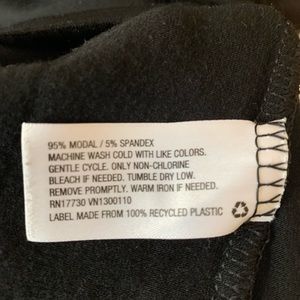 95% MODAL / 5% SPANDEX
MACHINE WASH COLD WITH LIKE COLORS.
GENTLE CYCLE. ONLY NON-CHLORINE
BLEACH IF NEEDED. TUMBLE DRY LOW.
REMOVE PROMPTLY. WARM IRON IF NEEDED.
RN17730 VN1300110
LABEL MADE FROM 100% RECYCLED PLASTIC